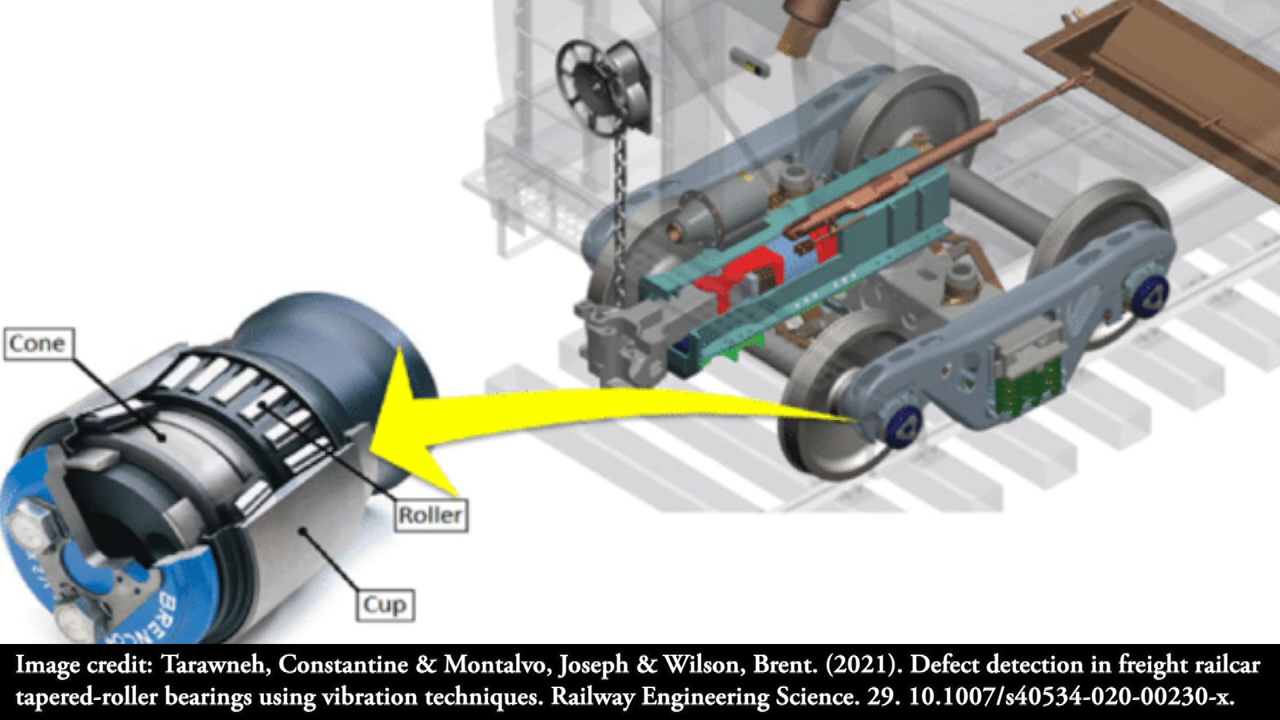 Cone
Roller
Cup
Image credit: Tarawneh, Constantine & Montalvo, Joseph & Wilson, Brent. (2021). Defect detection in freight railcar
tapered-roller bearings using vibration techniques. Railway Engineering Science. 29. 10.1007/s40534-020-00230-x.